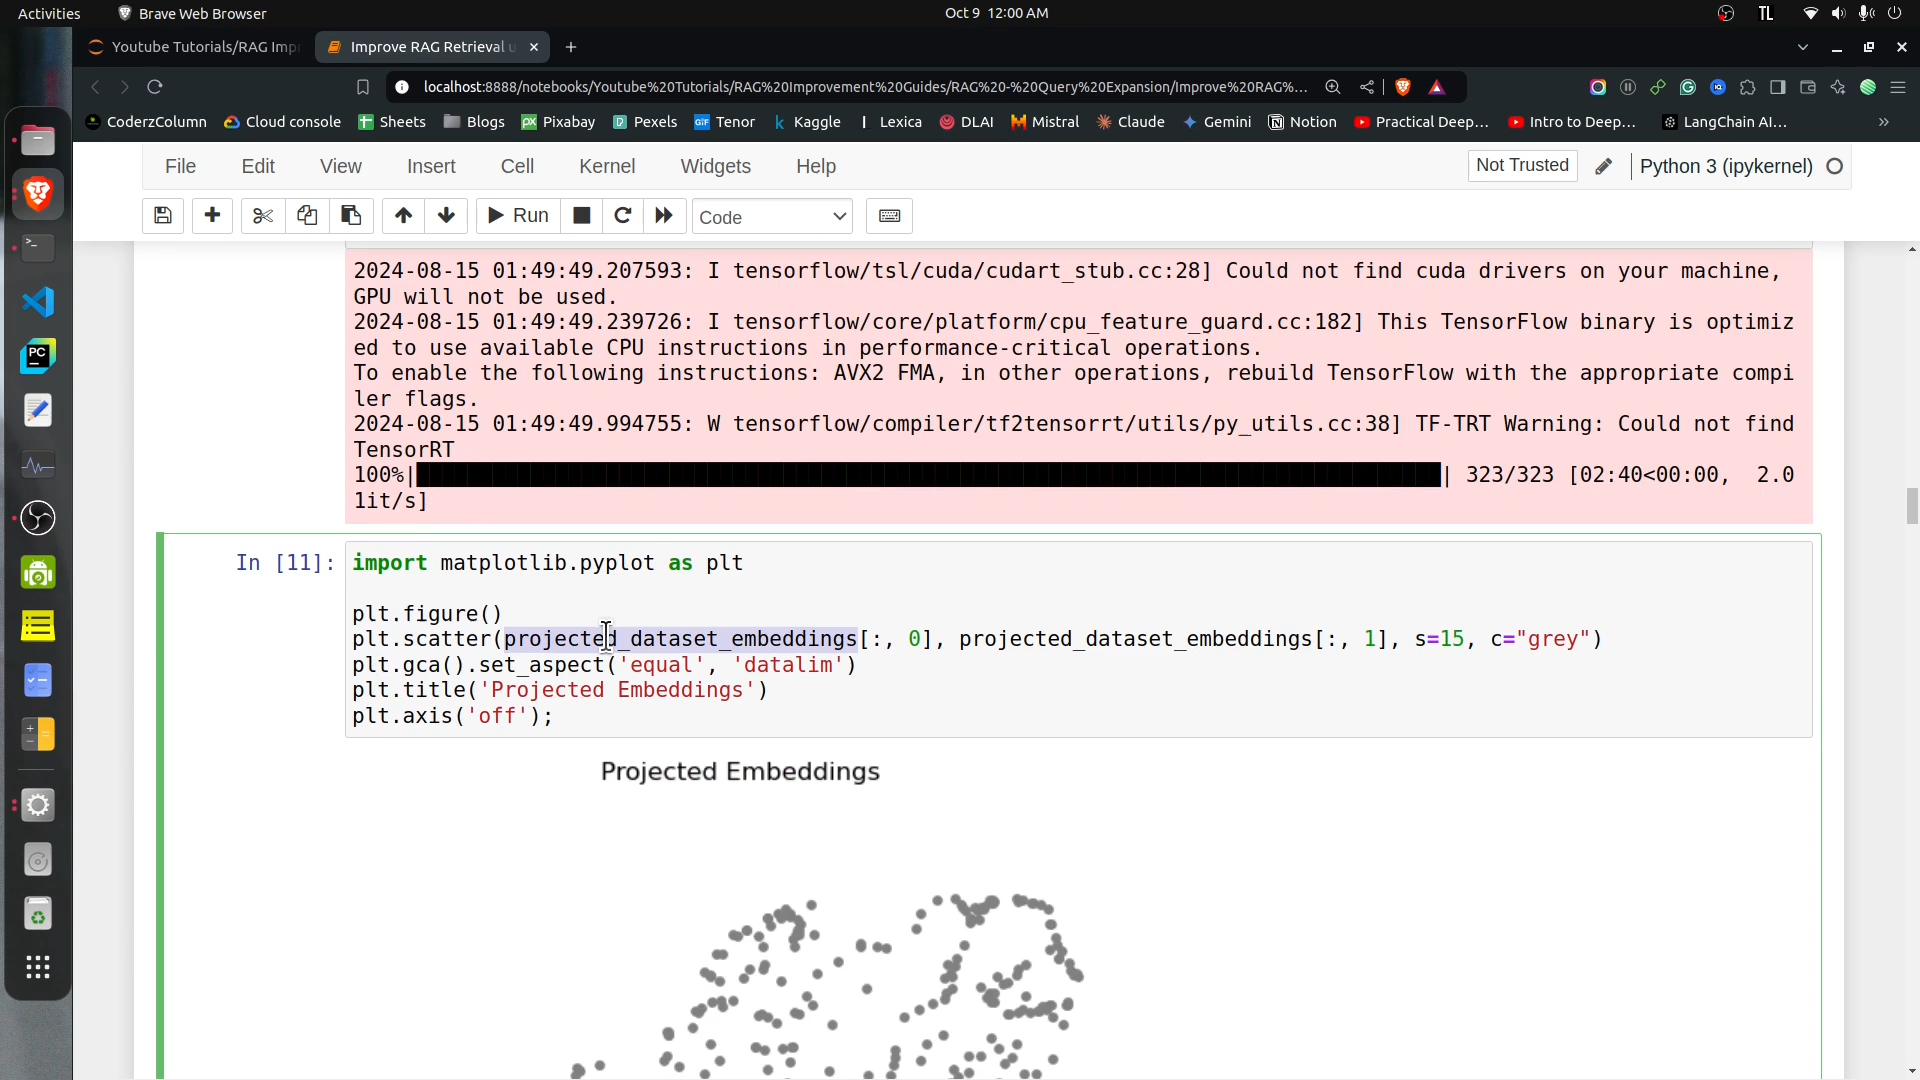 Activities
Brave Web Browser
Oct 9 12:00 AM
TL
Youtube Tutorials/RAG Imp
Improve RAG Retrieval u
localhost:8888/notebooks/Youtube%20Tutorials/RAG%20Improvement%20Guides/RAG%20-%20Query%20Expansion/Improve%20RAG%...
CoderzColumn
Cloud console
Sheets
Blogs
Pixabay
Pexels
Tenor
Kaggle
Lexica
DLAI
Mistral
Claude
Gemini
Notion
Practical Deep...
Intro to Deep...
LangChain AI...
File
Edit
View
Insert
Cell
Kernel
Widgets
Help
Not Trusted
Python 3 (ipykernel)
Run
Code
2024-08-15 01:49:49.207593: I tensorflow/tsl/cuda/cudart_stub.cc:28] Could not find cuda drivers on your machine,
GPU will not be used.
2024-08-15 01:49:49.239726: I tensorflow/core/platform/cpu_feature_guard.cc:182] This TensorFlow binary is optimiz
ed to use available CPU instructions in performance-critical operations.
To enable the following instructions: AVX2 FMA, in other operations, rebuild TensorFlow with the appropriate compi
ler flags.
2024-08-15 01:49:49.994755: W tensorflow/compiler/tf2tensorrt/utils/py_utils.cc:38] TF-TRT Warning: Could not find
TensorRT
100%| | 323/323 [02:40<00:00, 2.0
1it/s]
In [11]:
import matplotlib.pyplot as plt
plt.figure()
plt.scatter(projected_dataset_embeddings[:, 0], projected_dataset_embeddings[:, 1], s=15, c="grey")
plt.gca().set_aspect('equal', 'datalim')
plt.title('Projected Embeddings')
plt.axis('off');
Projected Embeddings